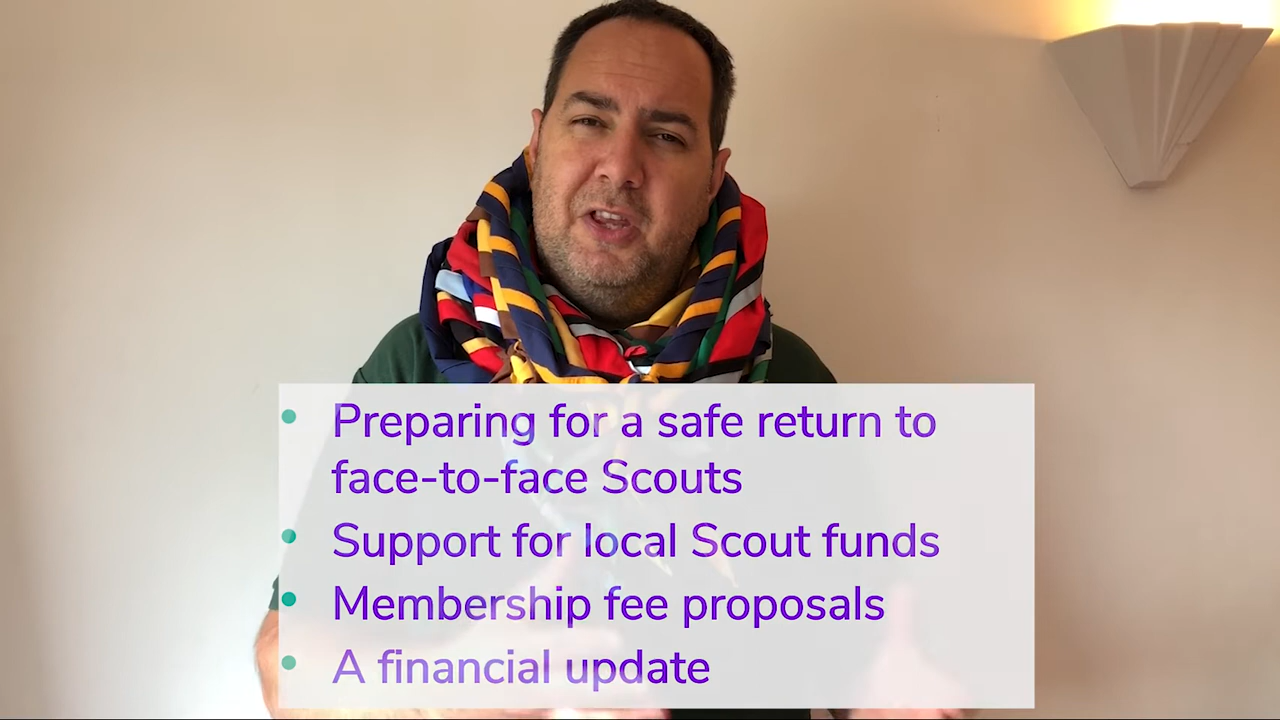 • Preparing for a safe return to
face-to-face Scouts
• Support for local Scout funds
• Membership fee proposals
• A financial update